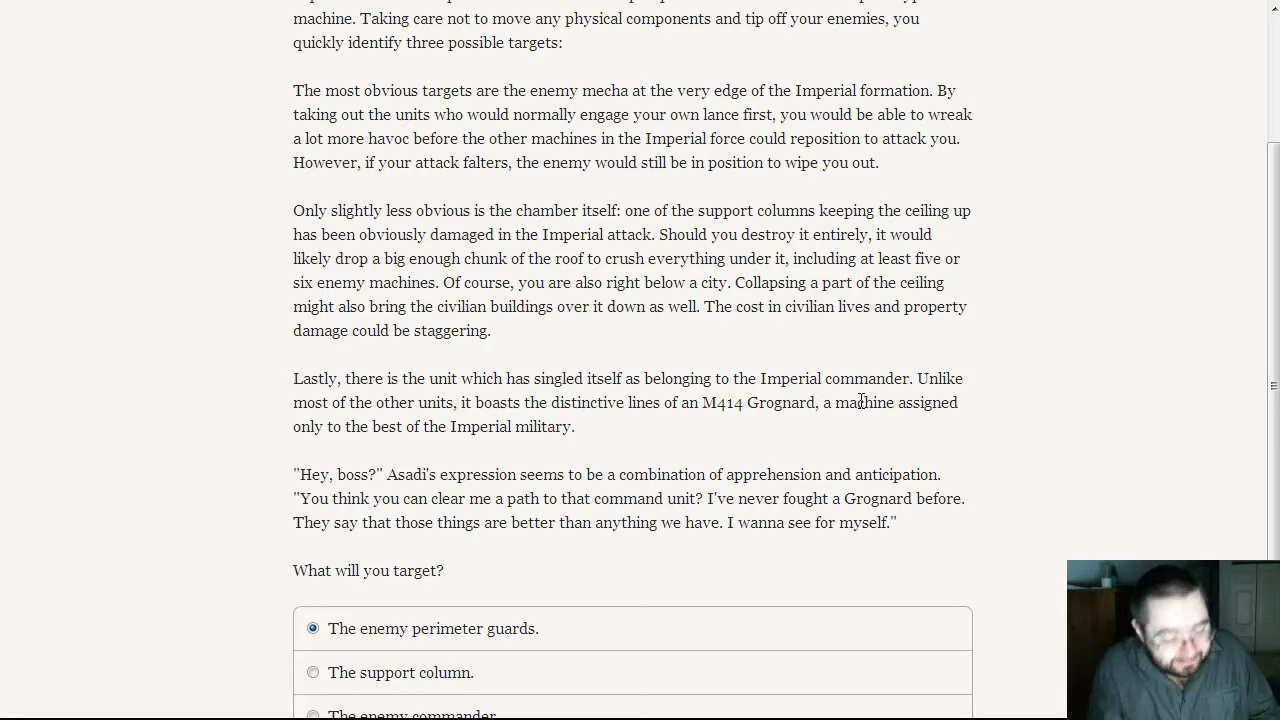 machine. Taking care not to move any physical components and tip off your enemies, you
quickly identify three possible targets:
The most obvious targets are the enemy mecha at the very edge of the Imperial formation. By
taking out the units who would normally engage your own lance first, you would be able to wreak
a lot more havoc before the other machines in the Imperial force could reposition to attack you.
However, if your attack falters, the enemy would still be in position to wipe you out.
Only slightly less obvious is the chamber itself: one of the support columns keeping the ceiling up
has been obviously damaged in the Imperial attack. Should you destroy it entirely, it would
likely drop a big enough chunk of the roof to crush everything under it, including at least five or
six enemy machines. Of course, you are also right below a city. Collapsing a part of the ceiling
might also bring the civilian buildings over it down as well. The cost in civilian lives and property
damage could be staggering.
Lastly, there is the unit which has singled itself as belonging to the Imperial commander. Unlike
most of the other units, it boasts the distinctive lines of an M414 Grognard, a machine assigned
only to the best of the Imperial military.
"Hey, boss?" Asadi's expression seems to be a combination of apprehension and anticipation.
"You think you can clear me a path to that command unit? I've never fought a Grognard before.
They say that those things are better than anything we have. I wanna see for myself."
What will you target?
The enemy perimeter guards.
The support column.
The enemy commander